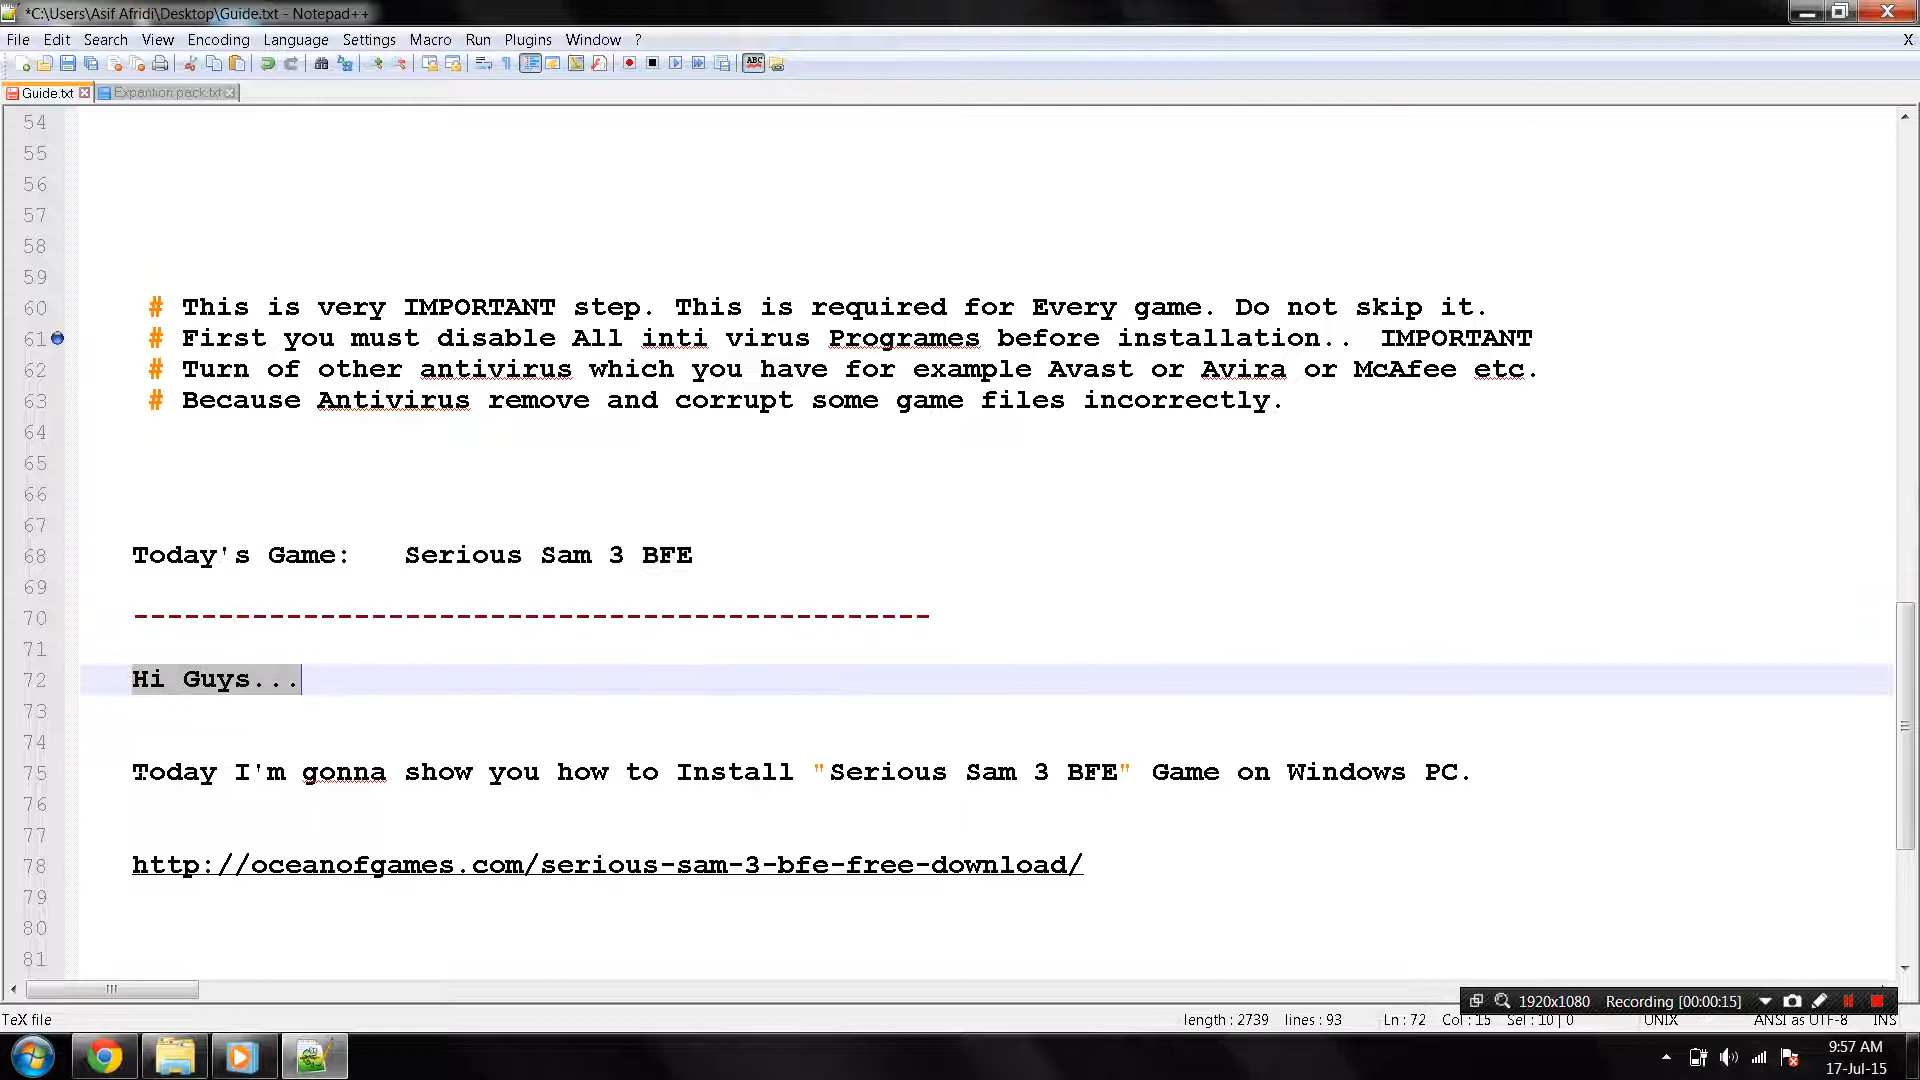 *C:\Users\Asif Afridi\Desktop\Guide.txt - Notepad++
File Edit Search View Encoding Language Settings Macro Run Plugins Window ? X
Guide.txt Expantion pack.txt
54
55
56
57
58
59
60 # This is very IMPORTANT step. This is required for Every game. Do not skip it.
61 # First you must disable All inti virus Programes before installation.. IMPORTANT
62 # Turn of other antivirus which you have for example Avast or Avira or McAfee etc.
63 # Because Antivirus remove and corrupt some game files incorrectly.
64
65
66
67
68 Today's Game: Serious Sam 3 BFE
69
70 -----------------------------------------------
71
72 Hi Guys...
73
74
75 Today I'm gonna show you how to Install "Serious Sam 3 BFE" Game on Windows PC.
76
77
78 http://oceanofgames.com/serious-sam-3-bfe-free-download/
79
80
81
1920x1080 Recording [00:00:15]
TeX file length : 2739 lines : 93 Ln : 72 Col : 15 Sel : 10 | 0 UNIX ANSI as UTF-8 INS
9:57 AM
17-Jul-15